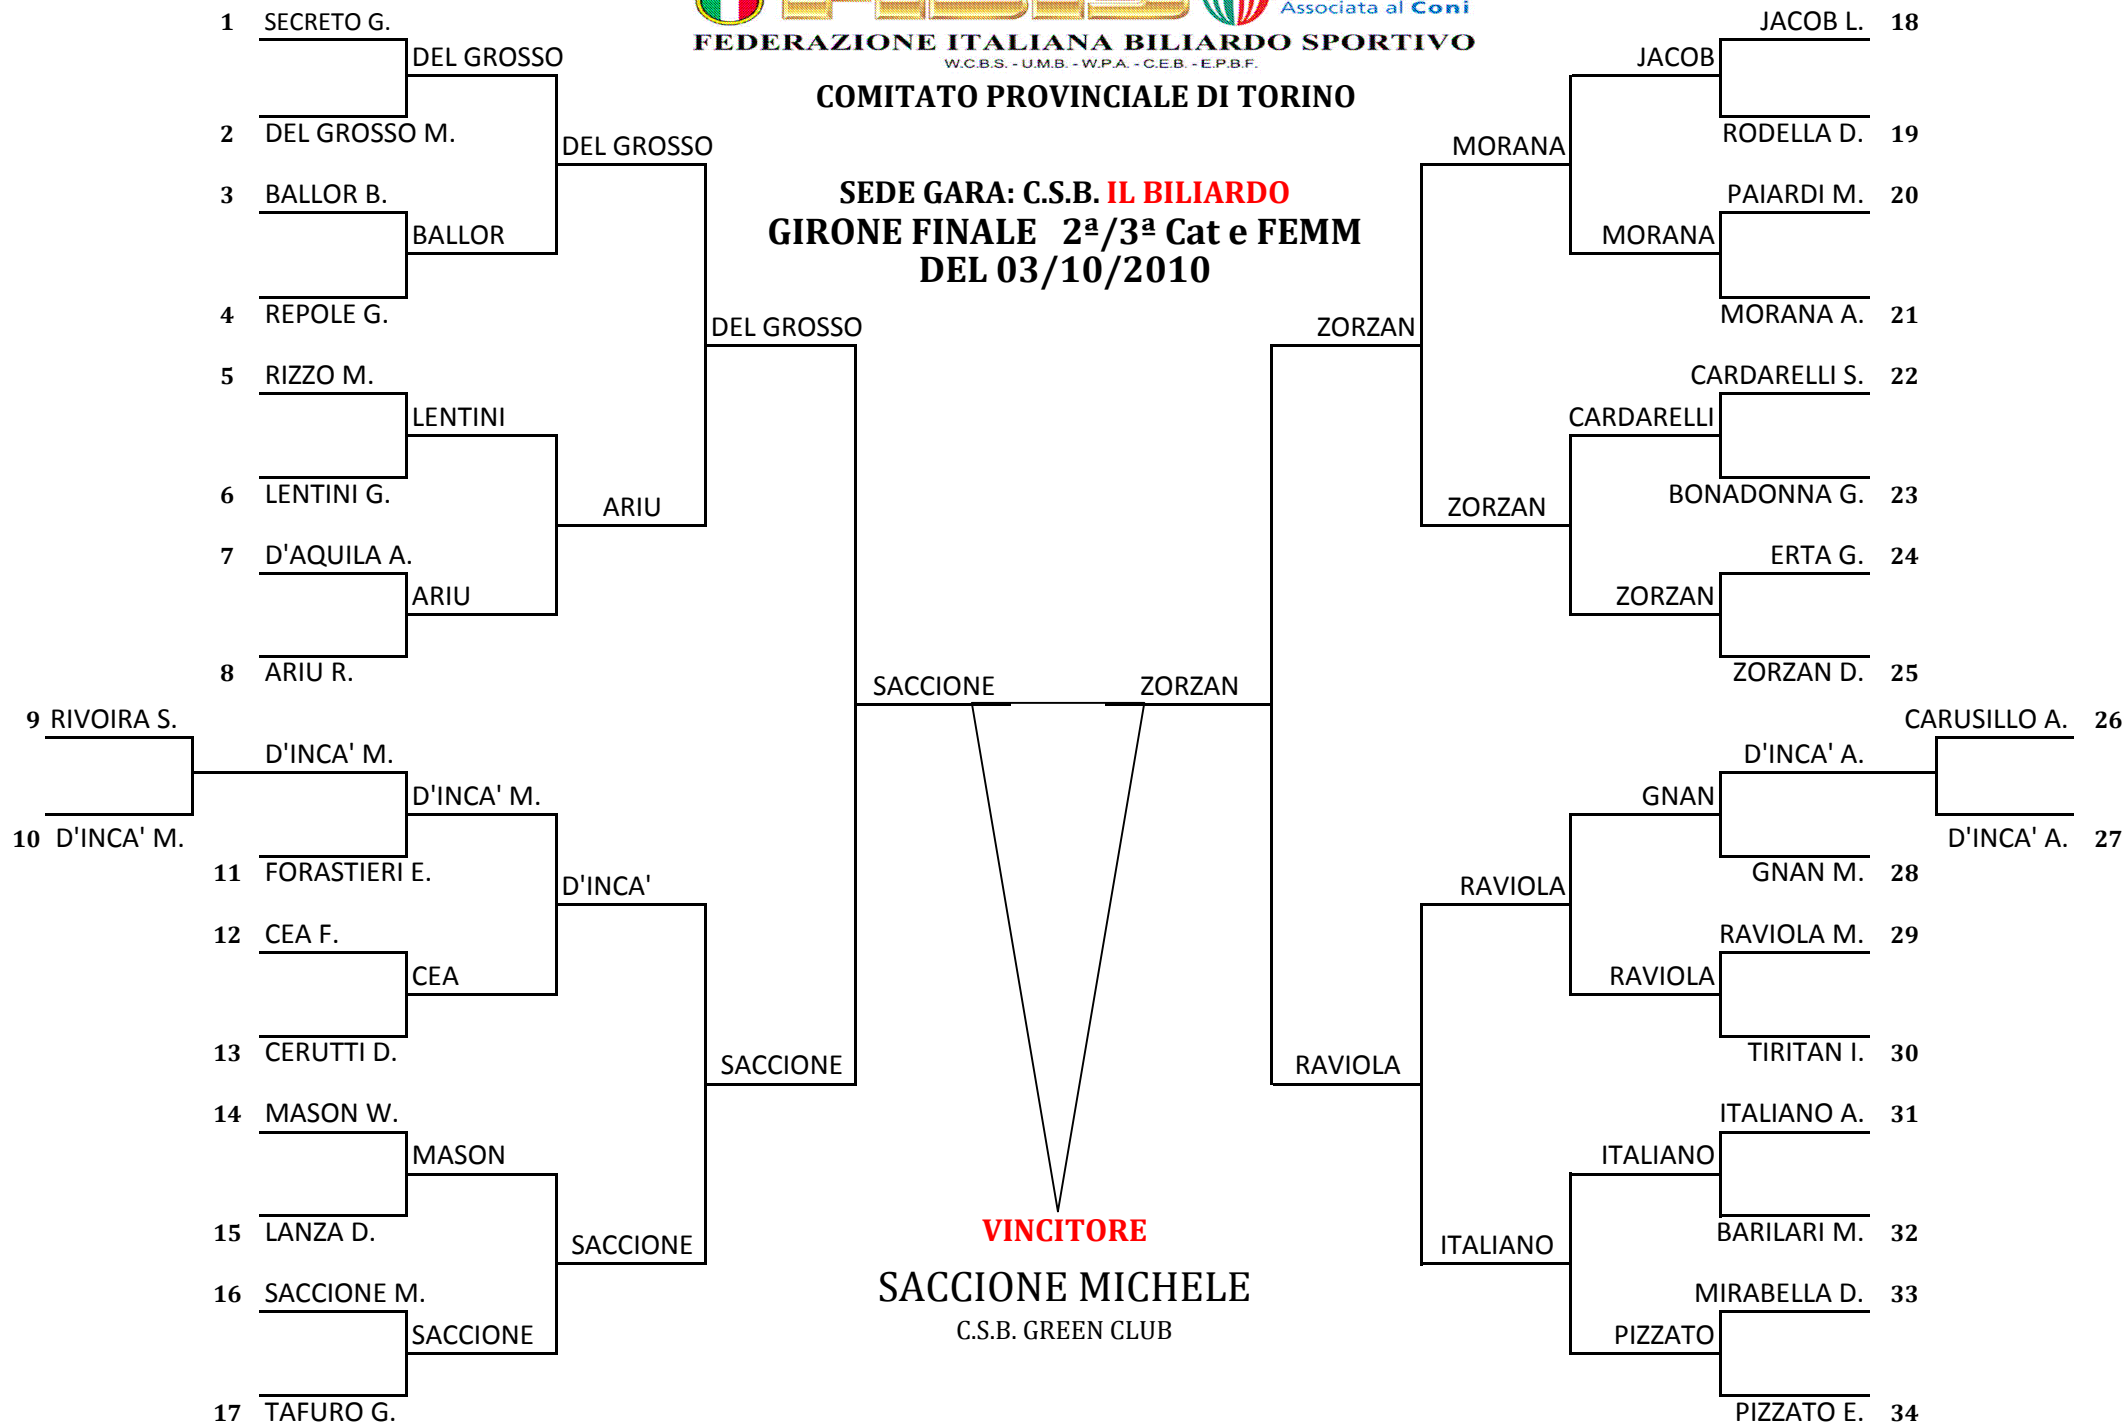 Associata al Coni
FEDERAZIONE ITALIANA BILIARDO SPORTIVO
W.C.B.S. - U.M.B. - W.P.A. - C.E.B. - E.P.B.F.
COMITATO PROVINCIALE DI TORINO
SEDE GARA: C.S.B. IL BILIARDO
GIRONE FINALE 2ª/3ª Cat e FEMM
DEL 03/10/2010
1 SECRETO G.
DEL GROSSO
2 DEL GROSSO M.
DEL GROSSO
3 BALLOR B.
BALLOR
4 REPOLE G.
DEL GROSSO
5 RIZZO M.
LENTINI
6 LENTINI G.
ARIU
7 D'AQUILA A.
ARIU
8 ARIU R.
SACCIONE
9 RIVOIRA S.
D'INCA' M.
D'INCA' M.
10 D'INCA' M.
11 FORASTIERI E.
D'INCA'
12 CEA F.
CEA
13 CERUTTI D.
SACCIONE
14 MASON W.
MASON
15 LANZA D.
SACCIONE
16 SACCIONE M.
SACCIONE
17 TAFURO G.
JACOB L. 18
JACOB
RODELLA D. 19
MORANA
PAIARDI M. 20
MORANA
MORANA A. 21
ZORZAN
CARDARELLI S. 22
CARDARELLI
BONADONNA G. 23
ZORZAN
ERTA G. 24
ZORZAN
ZORZAN D. 25
ZORZAN
CARUSILLO A. 26
D'INCA' A.
GNAN
D'INCA' A. 27
GNAN M. 28
RAVIOLA
RAVIOLA M. 29
RAVIOLA
TIRITAN I. 30
RAVIOLA
ITALIANO A. 31
ITALIANO
BARILARI M. 32
ITALIANO
MIRABELLA D. 33
PIZZATO
PIZZATO E. 34
VINCITORE
SACCIONE MICHELE
C.S.B. GREEN CLUB